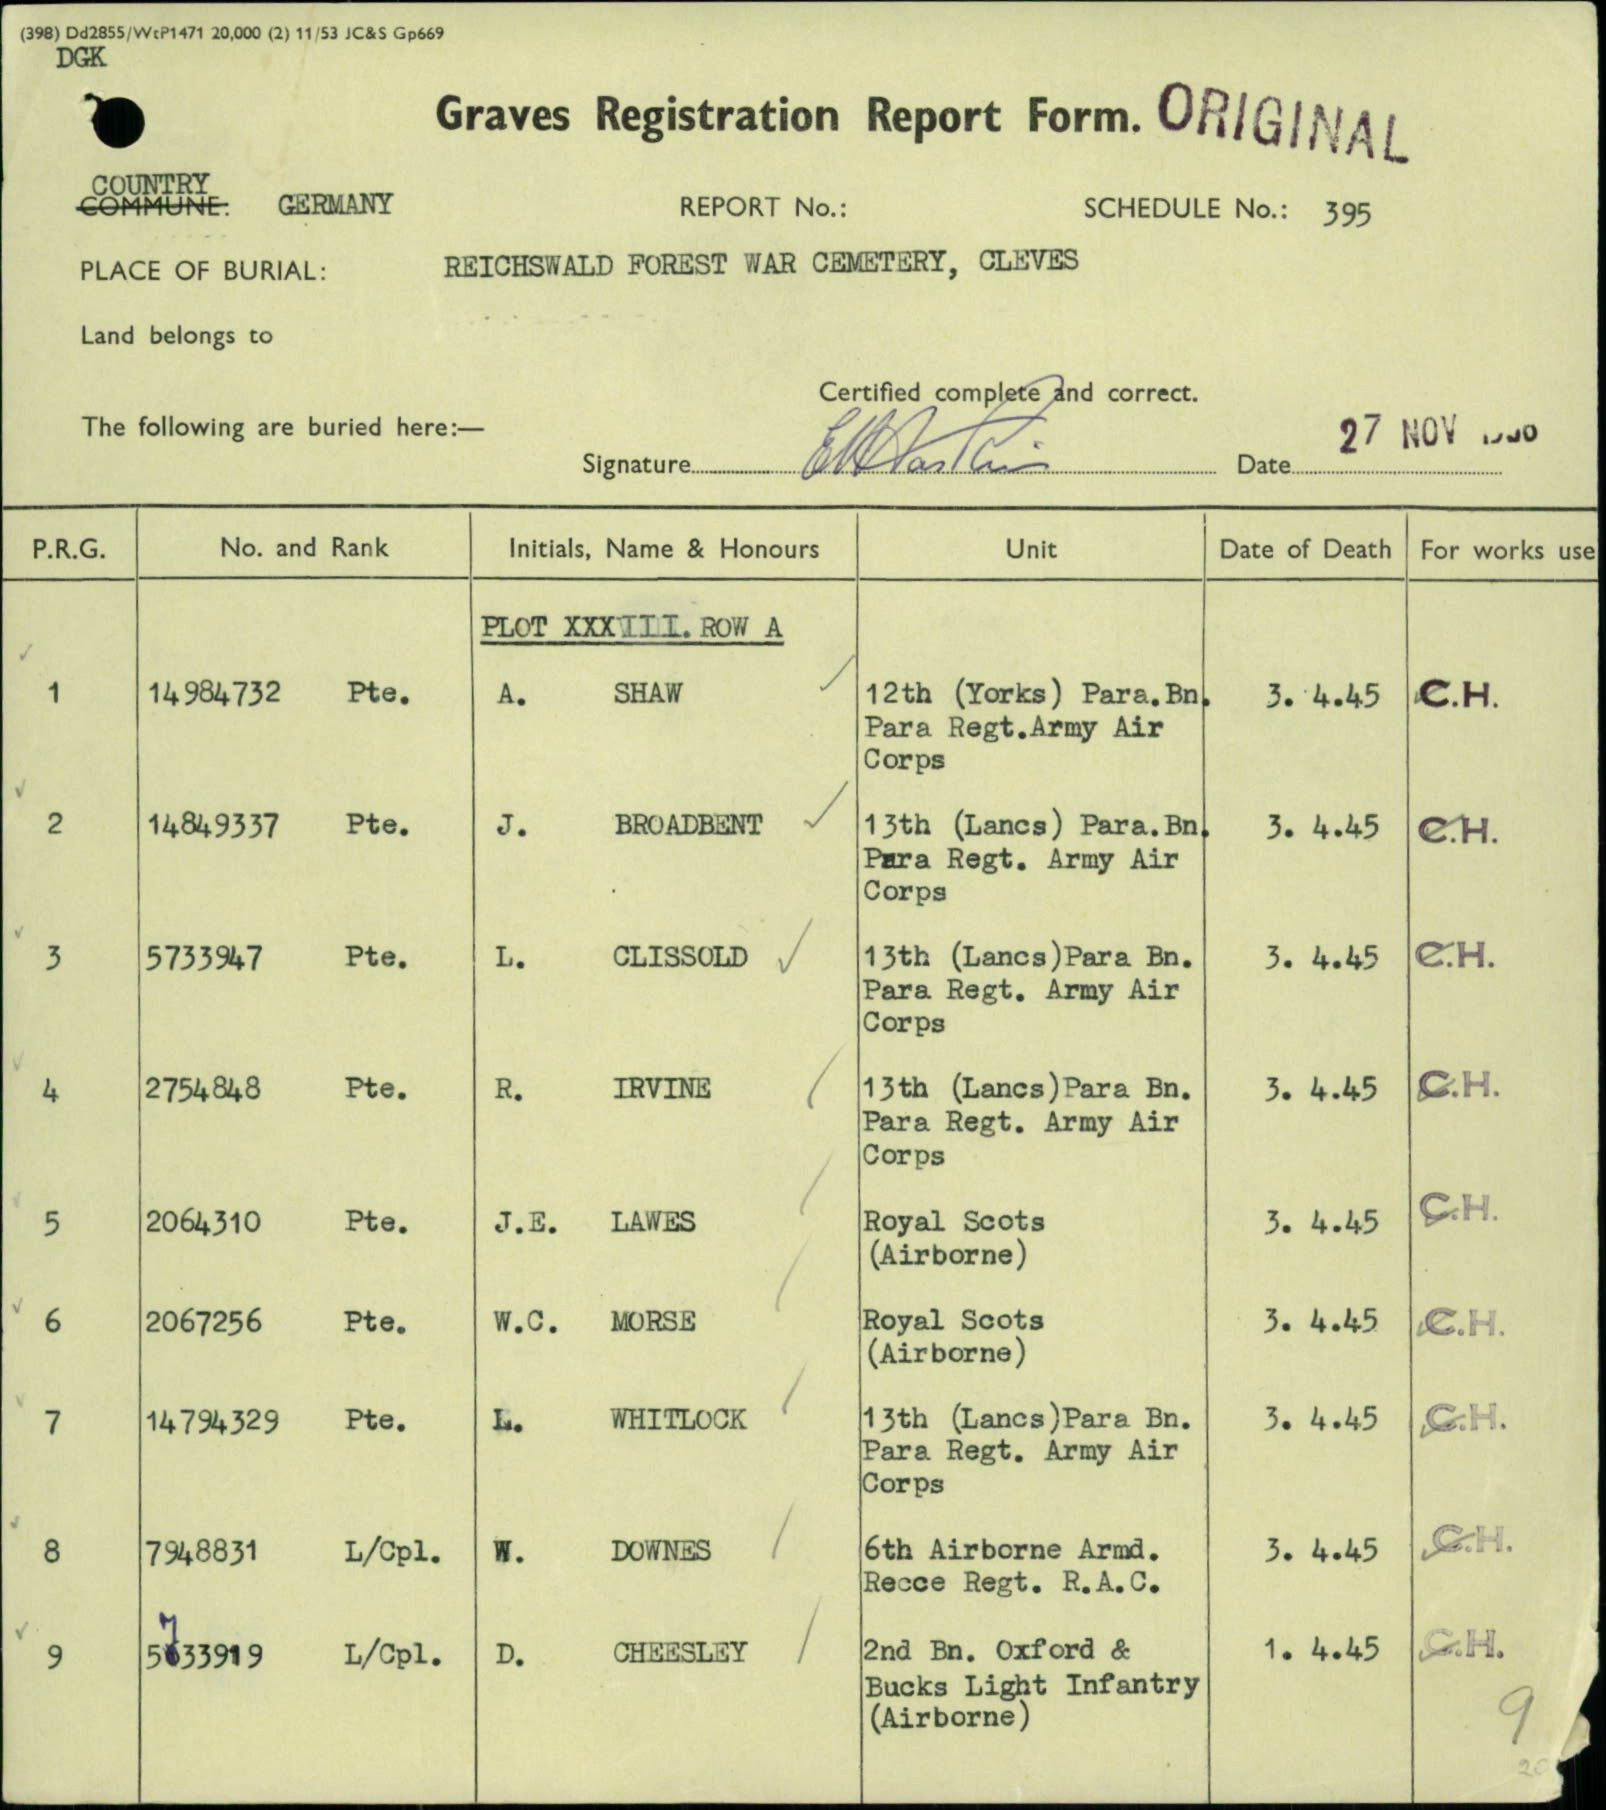 (398) Dd2855/WtP1471 20,000 (2) 11/53 JC&S Gp669
DGK
Graves Registration Report Form. ORIGINAL
COUNTRY
COMMUNE: GERMANY REPORT No.: SCHEDULE No.: 395
PLACE OF BURIAL: REICHSWALD FOREST WAR CEMETERY, CLEVES
Land belongs to
Certified complete and correct.
The following are buried here:—
27 NOV
Signature Date
P.R.G. No. and Rank Initials, Name & Honours Unit Date of Death For works use
PLOT XXXIII. ROW A
1 14984732 Pte. A. SHAW 12th (Yorks) Para.Bn. 3. 4.45 C.H.
Para Regt.Army Air
Corps
2 14849337 Pte. J. BROADBENT 13th (Lancs) Para.Bn. 3. 4.45 C.H.
Para Regt. Army Air
Corps
3 5733947 Pte. L. CLISSOLD 13th (Lancs)Para Bn. 3. 4.45 C.H.
Para Regt. Army Air
Corps
4 2754848 Pte. R. IRVINE 13th (Lancs)Para Bn. 3. 4.45 C.H.
Para Regt. Army Air
Corps
5 2064310 Pte. J.E. LAWES Royal Scots 3. 4.45 C.H.
(Airborne)
6 2067256 Pte. W.C. MORSE Royal Scots 3. 4.45 C.H.
(Airborne)
7 14794329 Pte. L. WHITLOCK 13th (Lancs)Para Bn. 3. 4.45 C.H.
Para Regt. Army Air
Corps
8 7948831 L/Cpl. W. DOWNES 6th Airborne Armd. 3. 4.45 C.H.
Recce Regt. R.A.C.
7
9 5733919 L/Cpl. D. CHEESLEY 2nd Bn. Oxford & 1. 4.45 C.H.
Bucks Light Infantry
(Airborne)
9